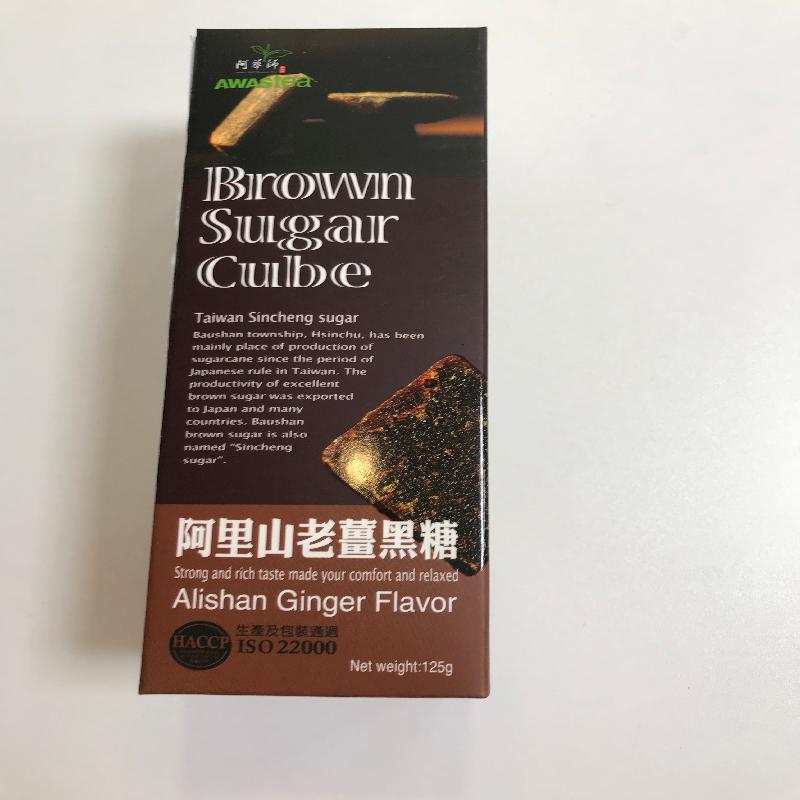 阿華師
AWAStea
Brown
Sugar
Cube
Taiwan Sincheng sugar
Baushan township, Hsinchu, has been
mainly place of production of
sugarcane since the period of
Japanese rule in Taiwan. The
productivity of excellent
brown sugar was exported
to Japan and many
countries. Baushan
brown sugar is also
named "Sincheng
sugar".
阿里山老薑黑糖
Strong and rich taste made your comfort and relaxed
Alishan Ginger Flavor
HACCP
生產及包裝通過
ISO 22000
Net weight:125g